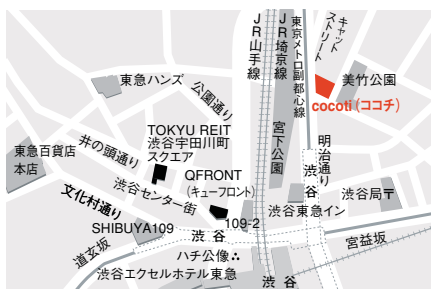 JR山手線
JR埼京線
東京メトロ副都心線
キャット
ストリート
東急ハンズ
公園通り
美竹公園
cocoti(ココチ)
TOKYU REIT
渋谷宇田川町
スクエア
宮下公園
明治通り
井の頭通り
東急百貨店
本店
QFRONT
(キューフロント)
渋谷センター街
文化村通り
渋谷
渋谷局〒
109-2
渋谷東急イン
SHIBUYA109
渋谷
宮益坂
道玄坂
ハチ公像
渋谷エクセルホテル東急
渋谷